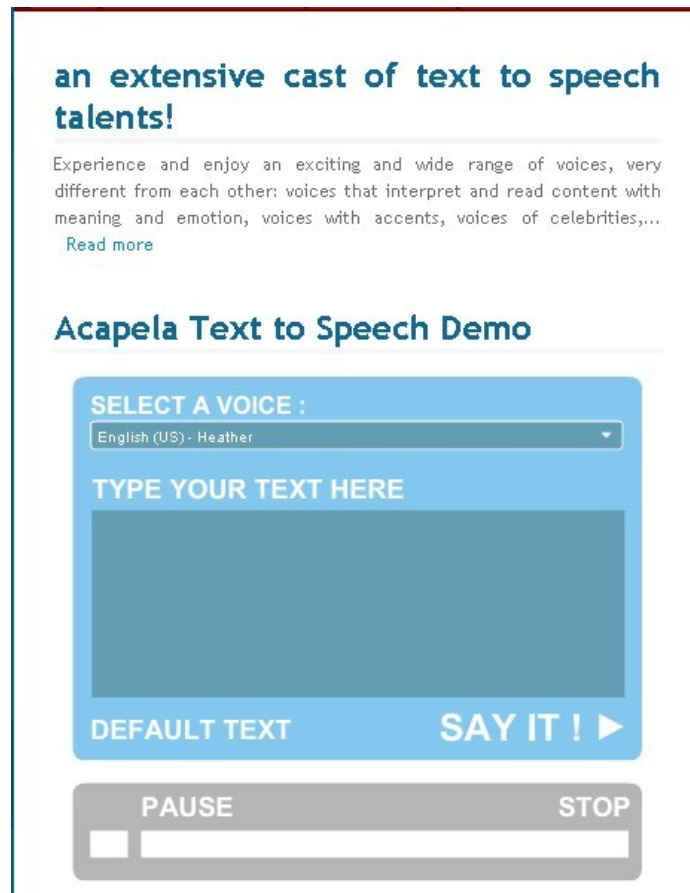 an extensive cast of text to speech
talents!
Experience and enjoy an exciting and wide range of voices, very
different from each other: voices that interpret and read content with
meaning and emotion, voices with accents, voices of celebrities,...
Read more
Acapela Text to Speech Demo
SELECT A VOICE :
English (US) - Heather
TYPE YOUR TEXT HERE
DEFAULT TEXT SAY IT !
PAUSE STOP